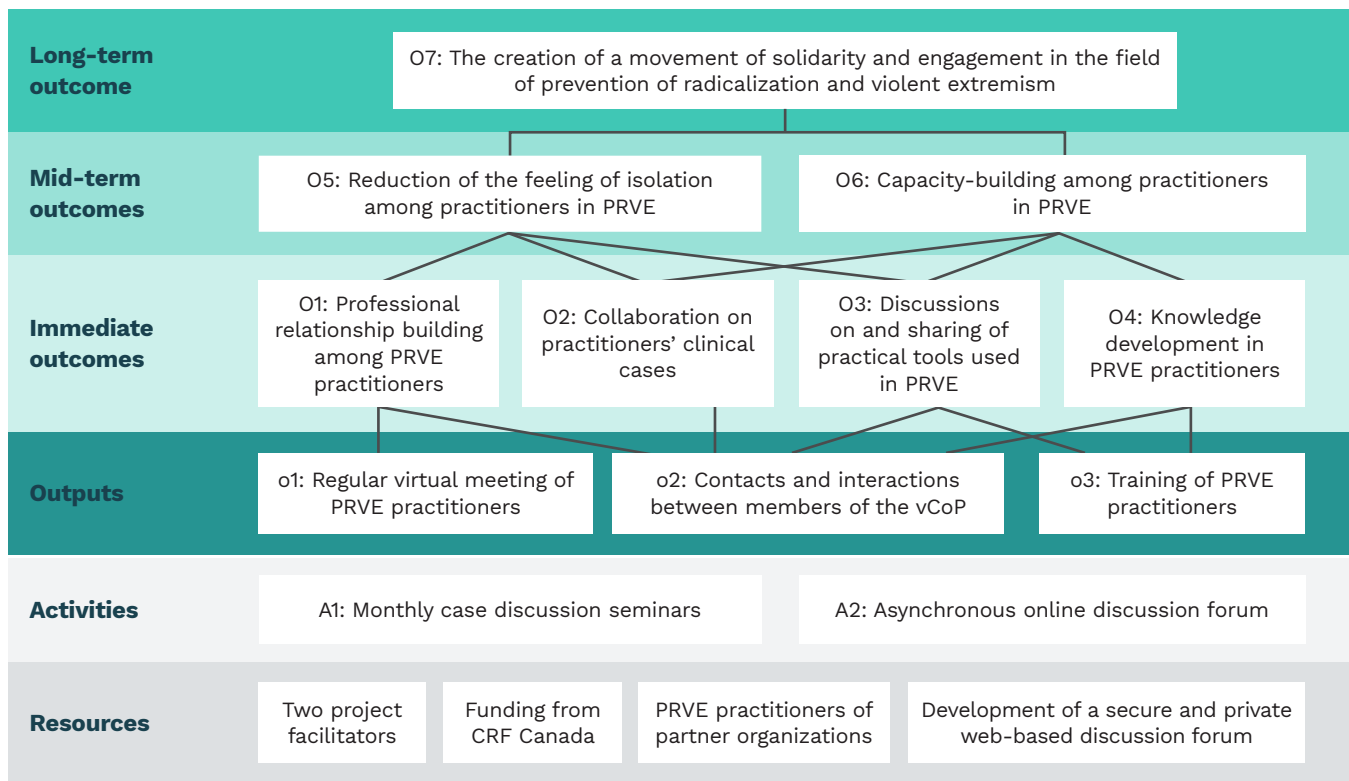 Long-term
outcome
O7: The creation of a movement of solidarity and engagement in the field
of prevention of radicalization and violent extremism
Mid-term
outcomes
O5: Reduction of the feeling of isolation
among practitioners in PRVE
O6: Capacity-building among practitioners
in PRVE
Immediate
outcomes
O1: Professional
relationship building
among PRVE
practitioners
O2: Collaboration on
practitioners’ clinical
cases
O3: Discussions
on and sharing of
practical tools used
in PRVE
O4: Knowledge
development in
PRVE practitioners
Outputs
o1: Regular virtual meeting of
PRVE practitioners
o2: Contacts and interactions
between members of the vCoP
o3: Training of PRVE
practitioners
Activities
A1: Monthly case discussion seminars
A2: Asynchronous online discussion forum
Resources
Two project
facilitators
Funding from
CRF Canada
PRVE practitioners of
partner organizations
Development of a secure and private
web-based discussion forum